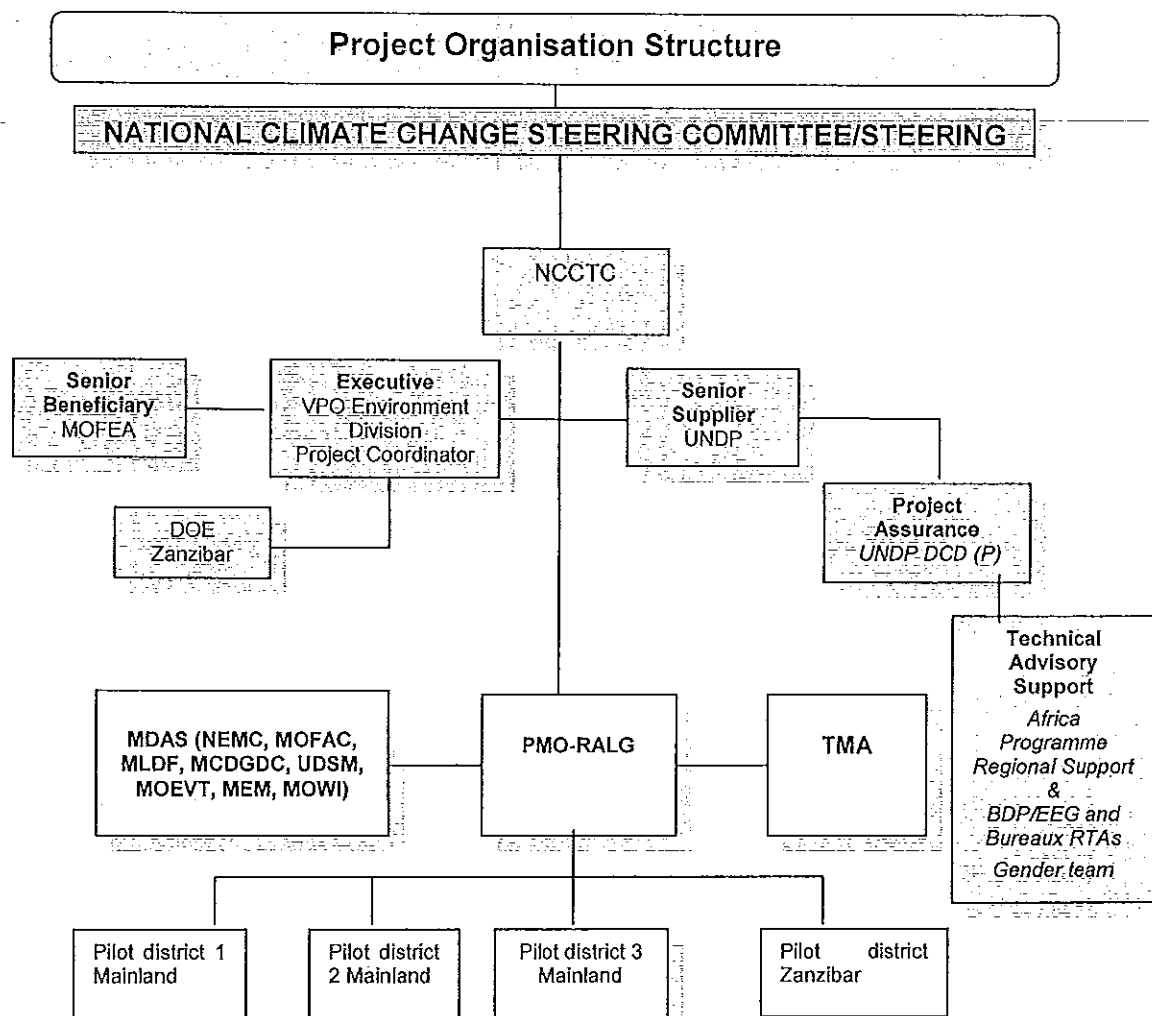 Project Organisation Structure
NATIONAL CLIMATE CHANGE STEERING COMMITTEE/STEERING
NCCTC
Senior
Beneficiary
MOFEA
Executive
VPO Environment
Division
Project Coordinator
Senior
Supplier
UNDP
DOE
Zanzibar
Project
Assurance
UNDP DCD (P)
Technical
Advisory
Support
Africa
Programme
Regional Support
&
BDP/EEG and
Bureaux RTAs
Gender team
MDAS (NEMC, MOFAC,
MLDF, MCDGDC, UDSM,
MOEVT, MEM, MOWI)
PMO-RALG
TMA
Pilot district 1
Mainland
Pilot district
2 Mainland
Pilot district 3
Mainland
Pilot district
Zanzibar